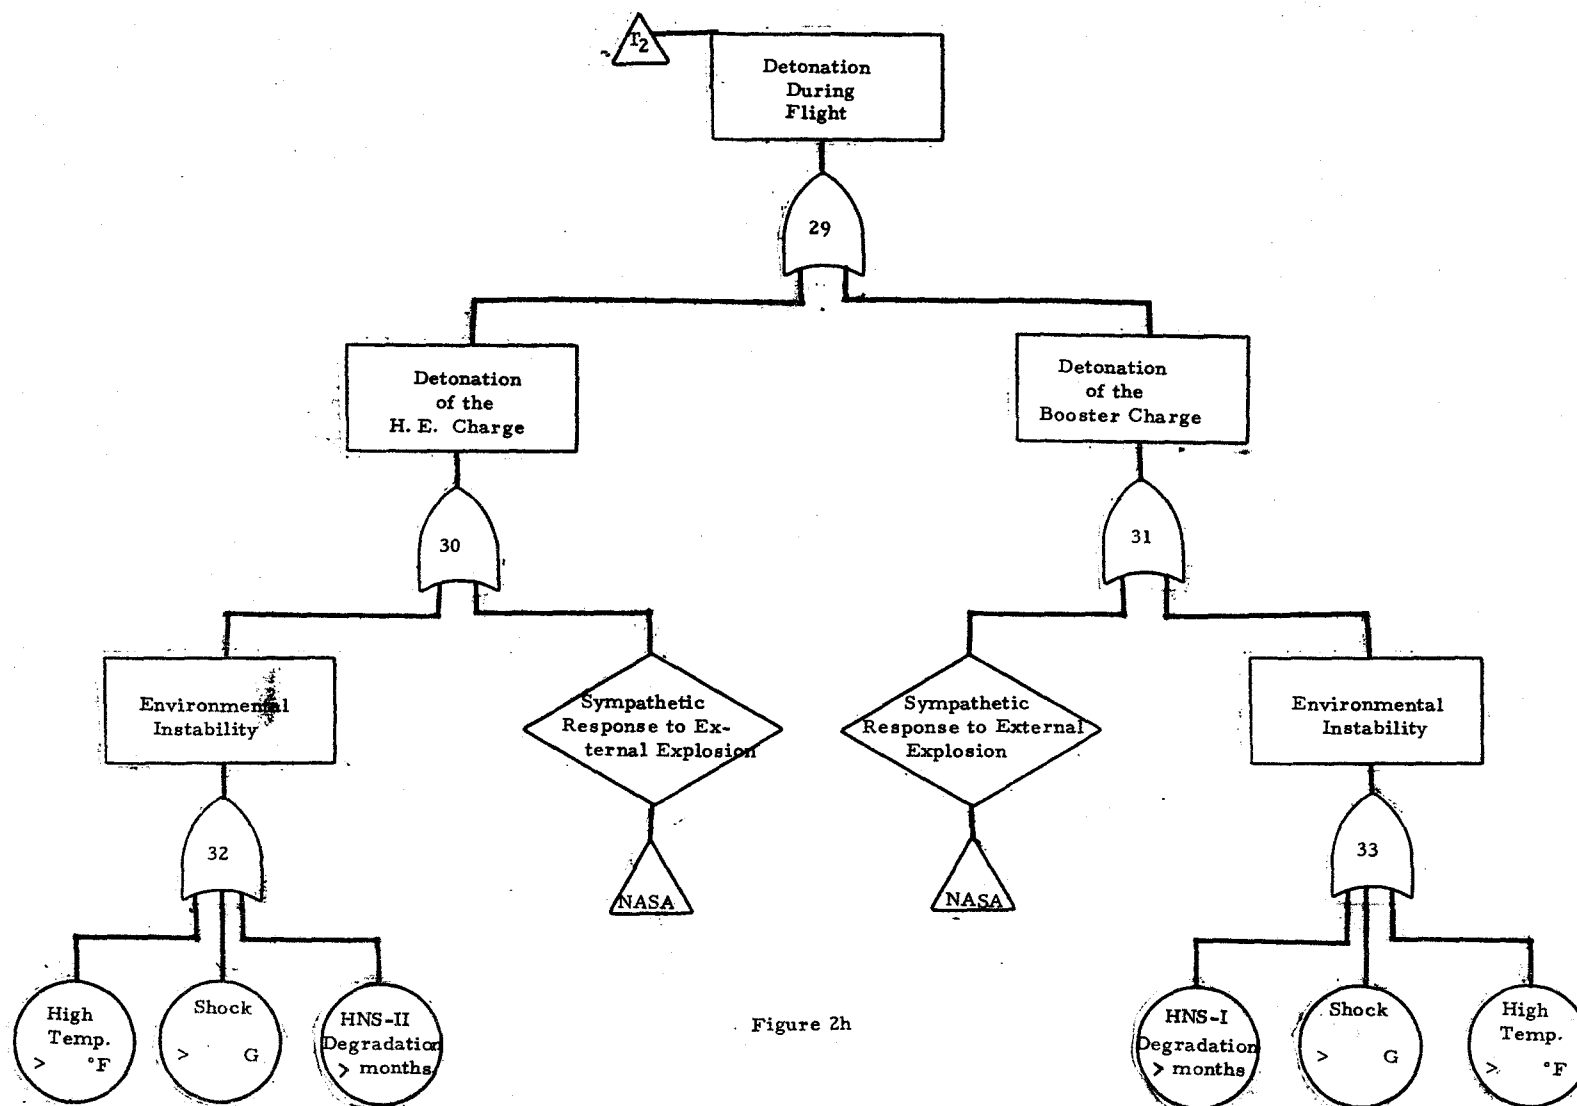 T2
Detonation
During
Flight
29
Detonation
of the
H. E. Charge
Detonation
of the
Booster Charge
30
31
Environmental
Instability
Sympathetic
Response to Ex-
ternal Explosion
Sympathetic
Response to External
Explosion
Environmental
Instability
32
NASA
NASA
33
High
Temp.
> °F
Shock
> G
HNS-II
Degradation
> months
Figure 2h
HNS-I
Degradation
> months
Shock
> G
High
Temp.
> °F